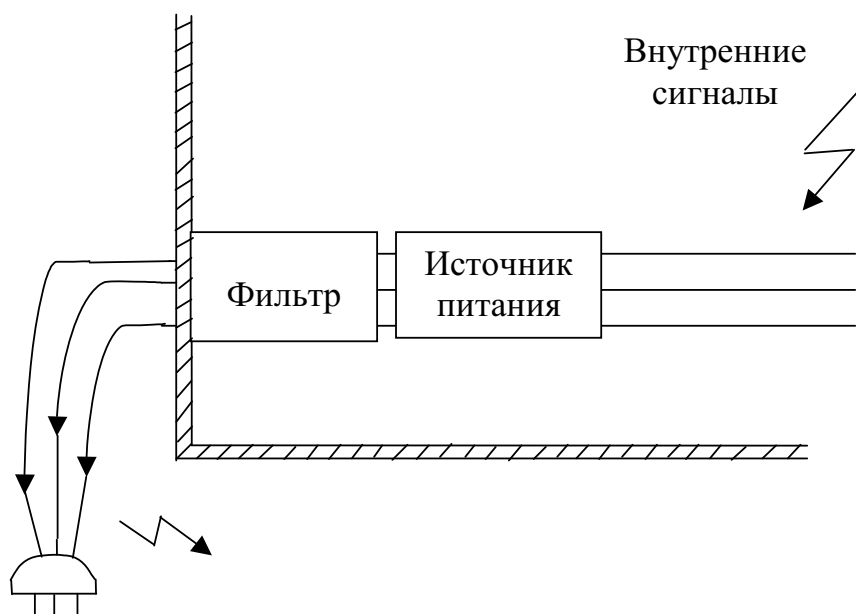 Внутренние
сигналы
Фильтр
Источник
питания